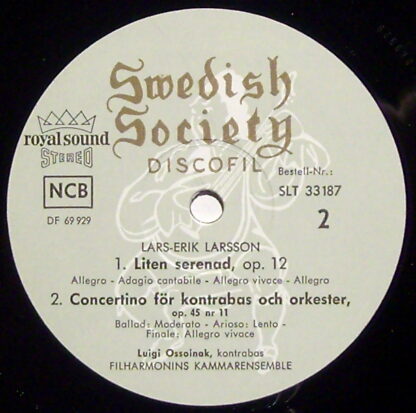 Swedish
Society
DISCOFIL
royal sound
STEREO
Bestell-Nr.:
SLT 33187
NCB
DF 69 929
2
LARS-ERIK LARSSON
1. Liten serenad, op. 12
Allegro - Adagio cantabile - Allegro vivace - Allegro
2. Concertino för kontrabas och orkester,
op. 45 nr 11
Ballad: Moderato - Arioso: Lento -
Finale: Allegro vivace
Luigi Ossoinak, kontrabas
FILHARMONINS KAMMARENSEMBLE